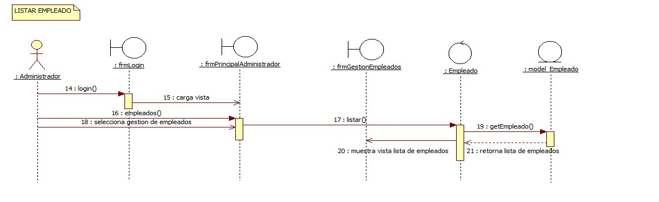 LISTAR EMPLEADO
: Administrador
: frmLogin
: frmPrincipalAdministrador
: frmGestionEmpleados
: Empleado
: model_Empleado
14 : login()
15 : carga vista
16 : empleados()
17 : listar()
18 : selecciona gestion de empleados
19 : getEmpleado()
20 : muestra vista lista de empleados
21 : retorna lista de empleados